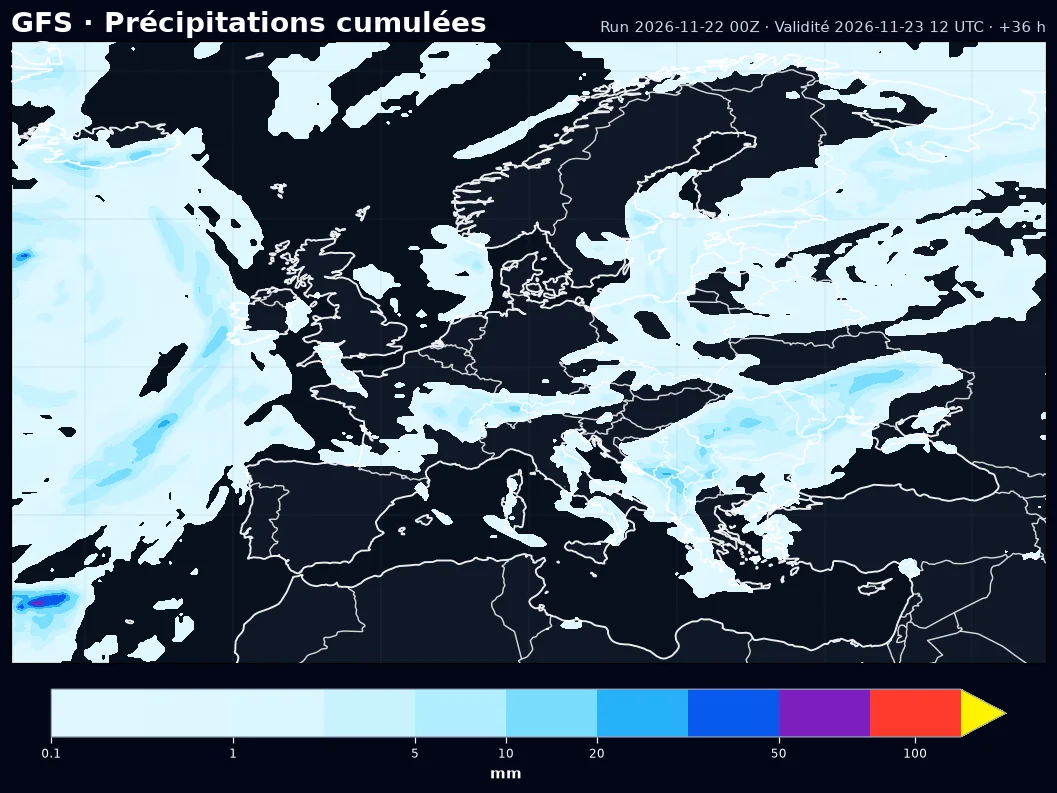 GFS · Précipitations cumulées
Run 2026-11-22 00Z · Validité 2026-11-23 12 UTC · +36 h
0.1 1 5 10 20 50 100
mm